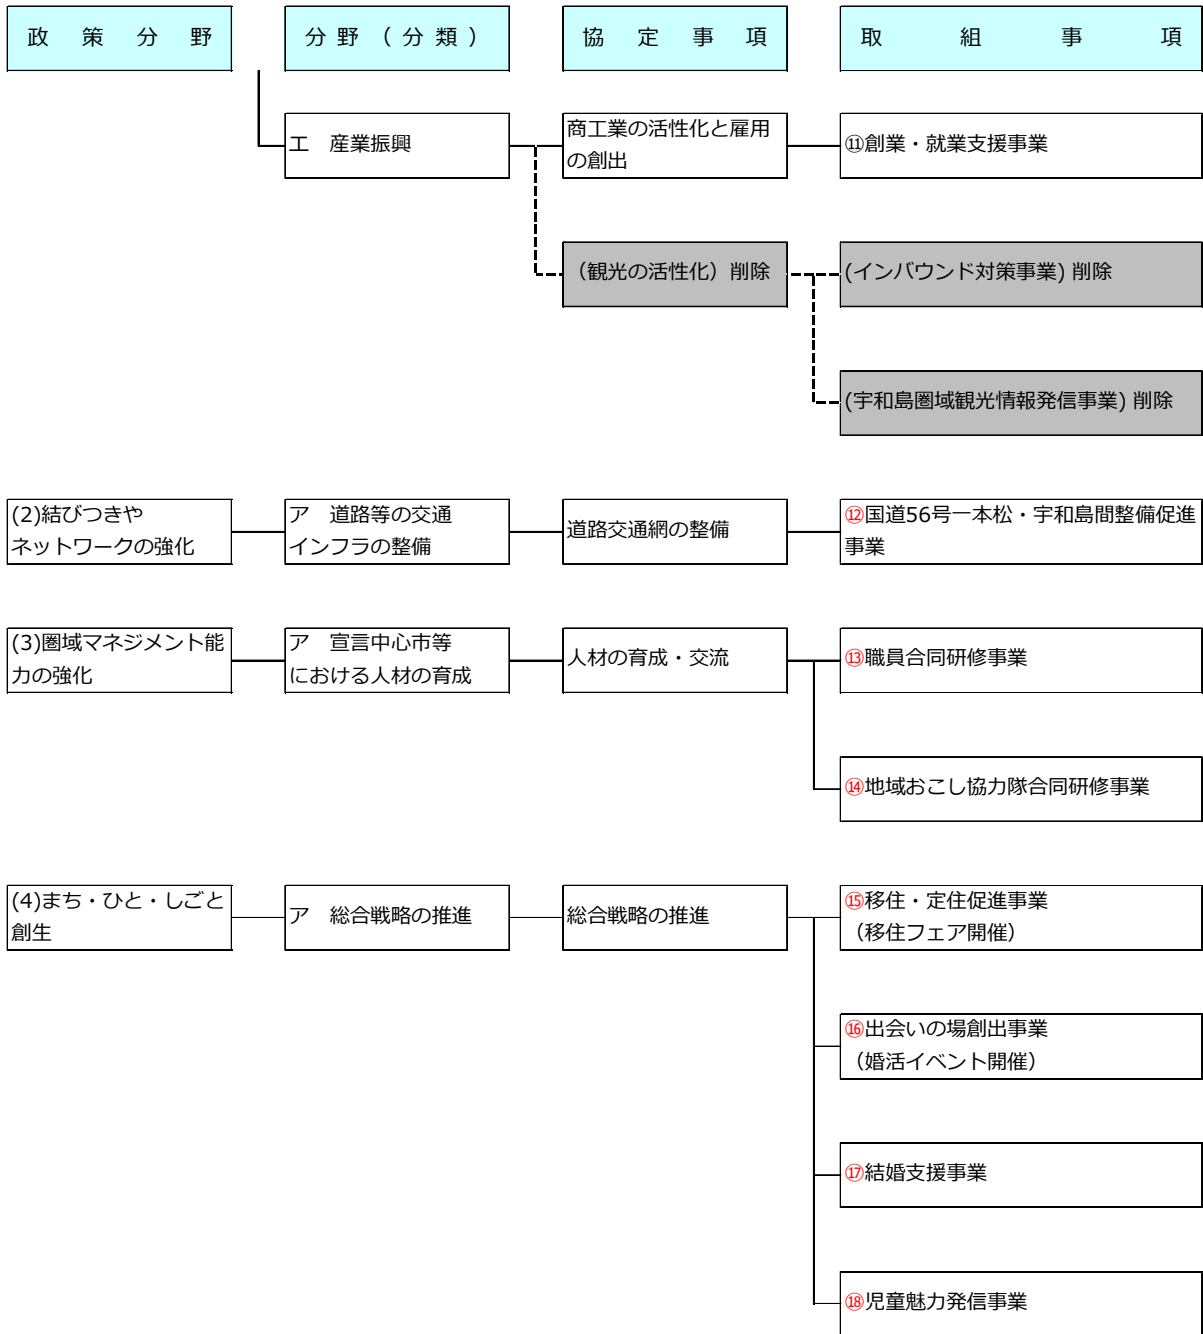 政策分野
分野(分類)
協定事項
取組事項
エ 産業振興
商工業の活性化と雇用
の創出
⑪創業・就業支援事業
(観光の活性化)削除
(インバウンド対策事業) 削除
(宇和島圏域観光情報発信事業) 削除
(2)結びつきや
ネットワークの強化
ア 道路等の交通
インフラの整備
道路交通網の整備
⑫国道56号一本松・宇和島間整備促進
事業
(3)圏域マネジメント能
力の強化
ア 宣言中心市等
における人材の育成
人材の育成・交流
⑬職員合同研修事業
⑭地域おこし協力隊合同研修事業
(4)まち・ひと・しごと
創生
ア 総合戦略の推進
総合戦略の推進
⑮移住・定住促進事業
(移住フェア開催)
⑯出会いの場創出事業
(婚活イベント開催)
⑰結婚支援事業
⑱児童魅力発信事業